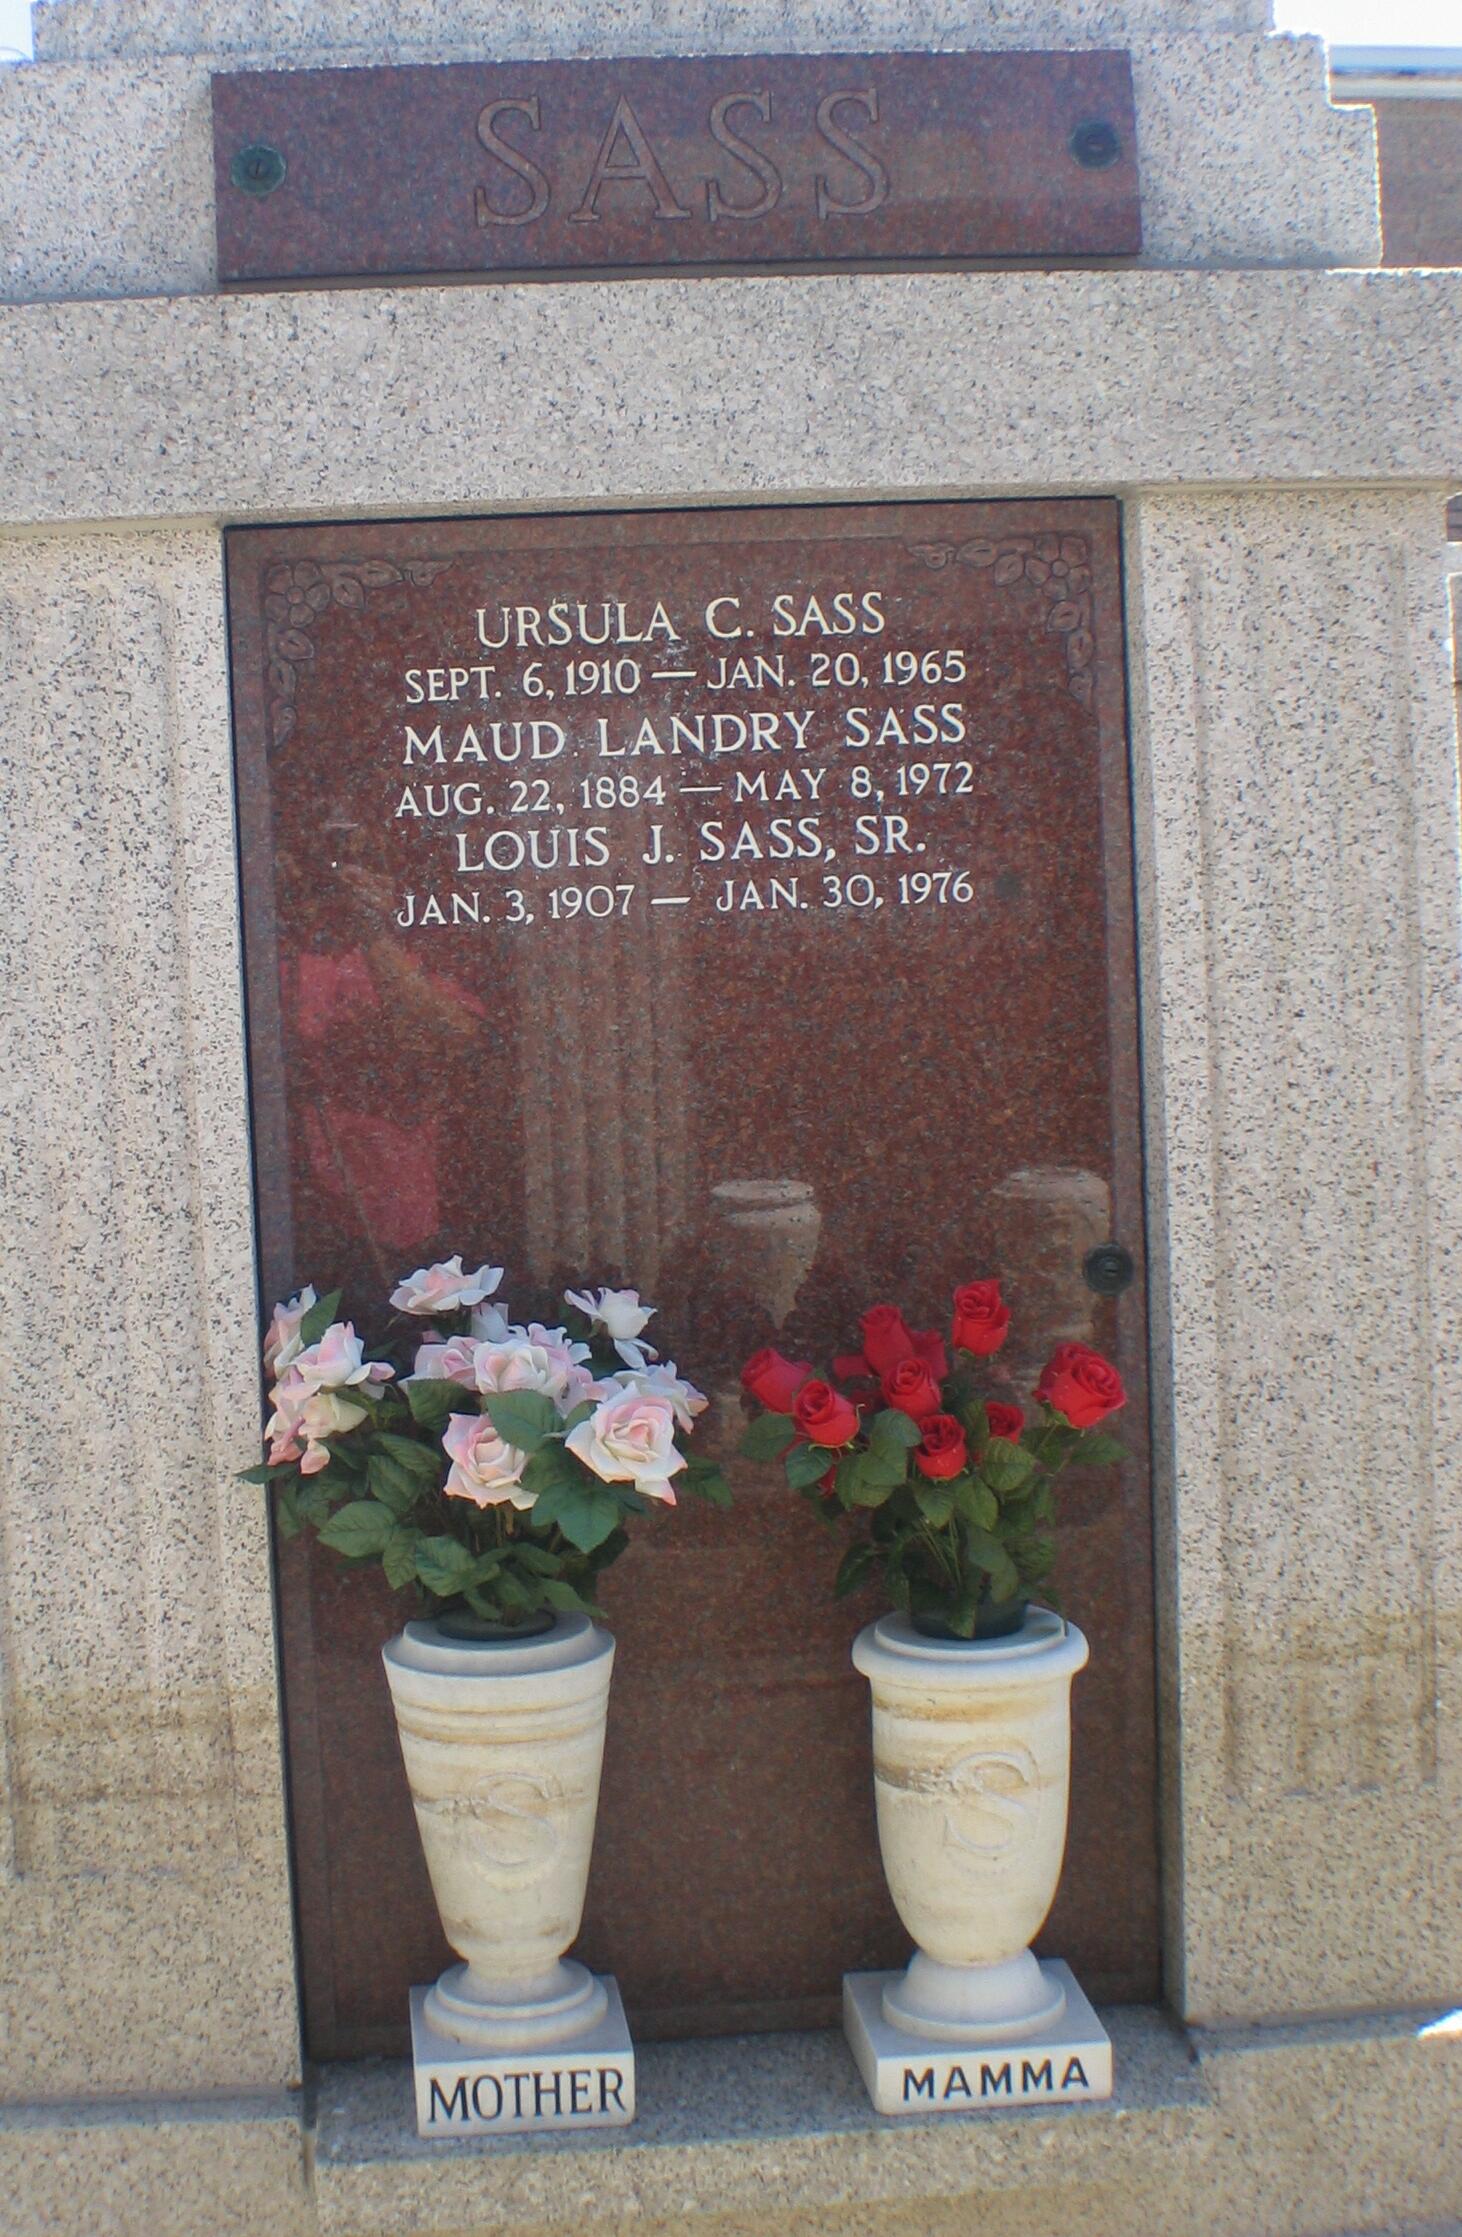 SASS
URSULA C. SASS
SEPT. 6, 1910 — JAN. 20, 1965
MAUD LANDRY SASS
AUG. 22, 1884 — MAY 8, 1972
LOUIS J. SASS, SR.
JAN. 3, 1907 — JAN. 30, 1976
S
S
MOTHER
MAMMA